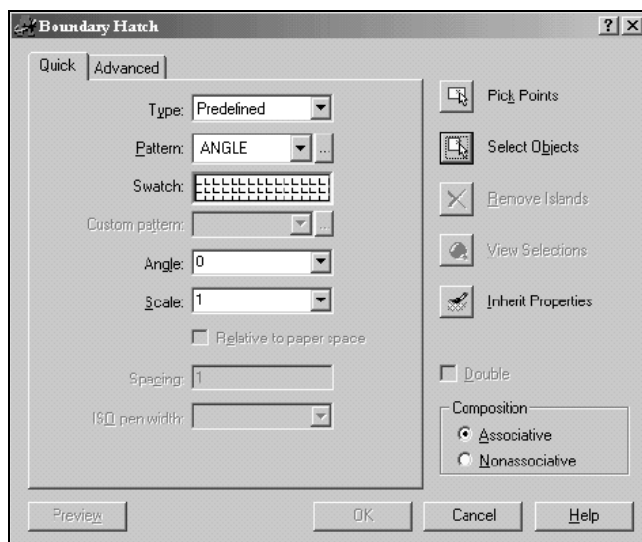 Boundary Hatch
Quick
Advanced
Type: Predefined
Pattern: ANGLE ...
Swatch:
Custom pattern: ...
Angle: 0
Scale: 1
Relative to paper space
Spacing: 1
ISO pen width:
Pick Points
Select Objects
Remove Islands
View Selections
Inherit Properties
Double
Composition
Associative
Nonassociative
Preview
OK
Cancel
Help